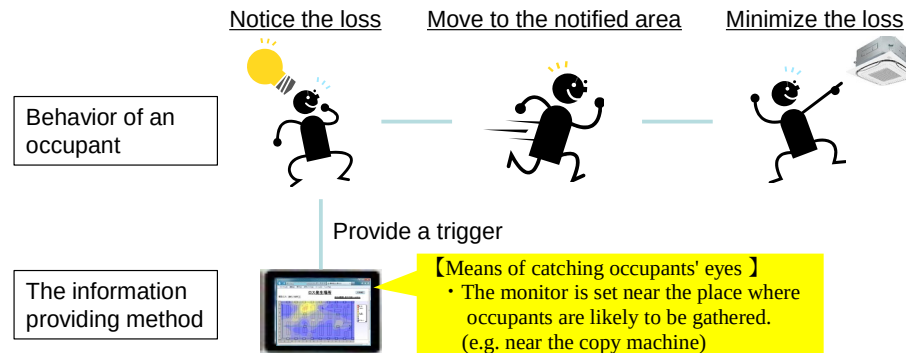 Notice the loss
Move to the notified area
Minimize the loss
Behavior of an
occupant
Provide a trigger
The information
providing method
【Means of catching occupants' eyes 】
・ The monitor is set near the place where
occupants are likely to be gathered.
(e.g. near the copy machine)